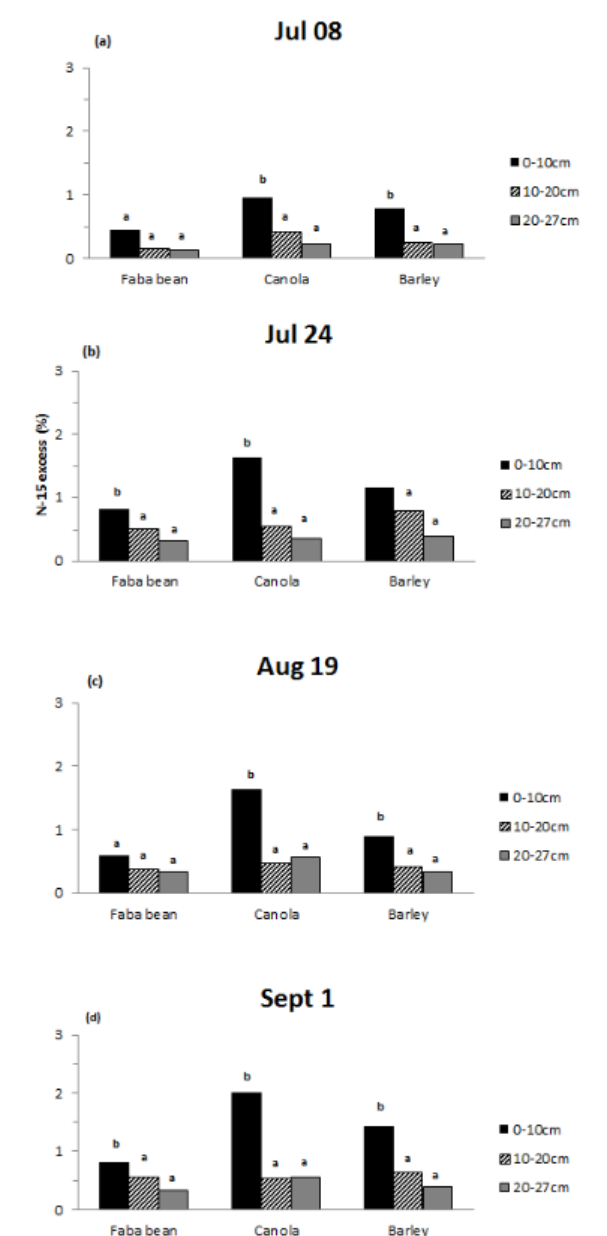 Jul 08
(a)
3
2
1
0
b
b
a
a
a
a
a
a
a
Faba bean Canola Barley
0-10cm
10-20cm
20-27cm
Jul 24
(b)
N-15 excess (%)
3
2
1
0
b
b
a
a
a
a
a
a
Faba bean Canola Barley
0-10cm
10-20cm
20-27cm
Aug 19
(c)
3
2
1
0
b
b
a
a
a
a
a
a
a
Faba bean Canola Barley
0-10cm
10-20cm
20-27cm
Sept 1
(d)
3
2
1
0
b
b
b
a
a
a
a
a
a
Faba bean Canola Barley
0-10cm
10-20cm
20-27cm